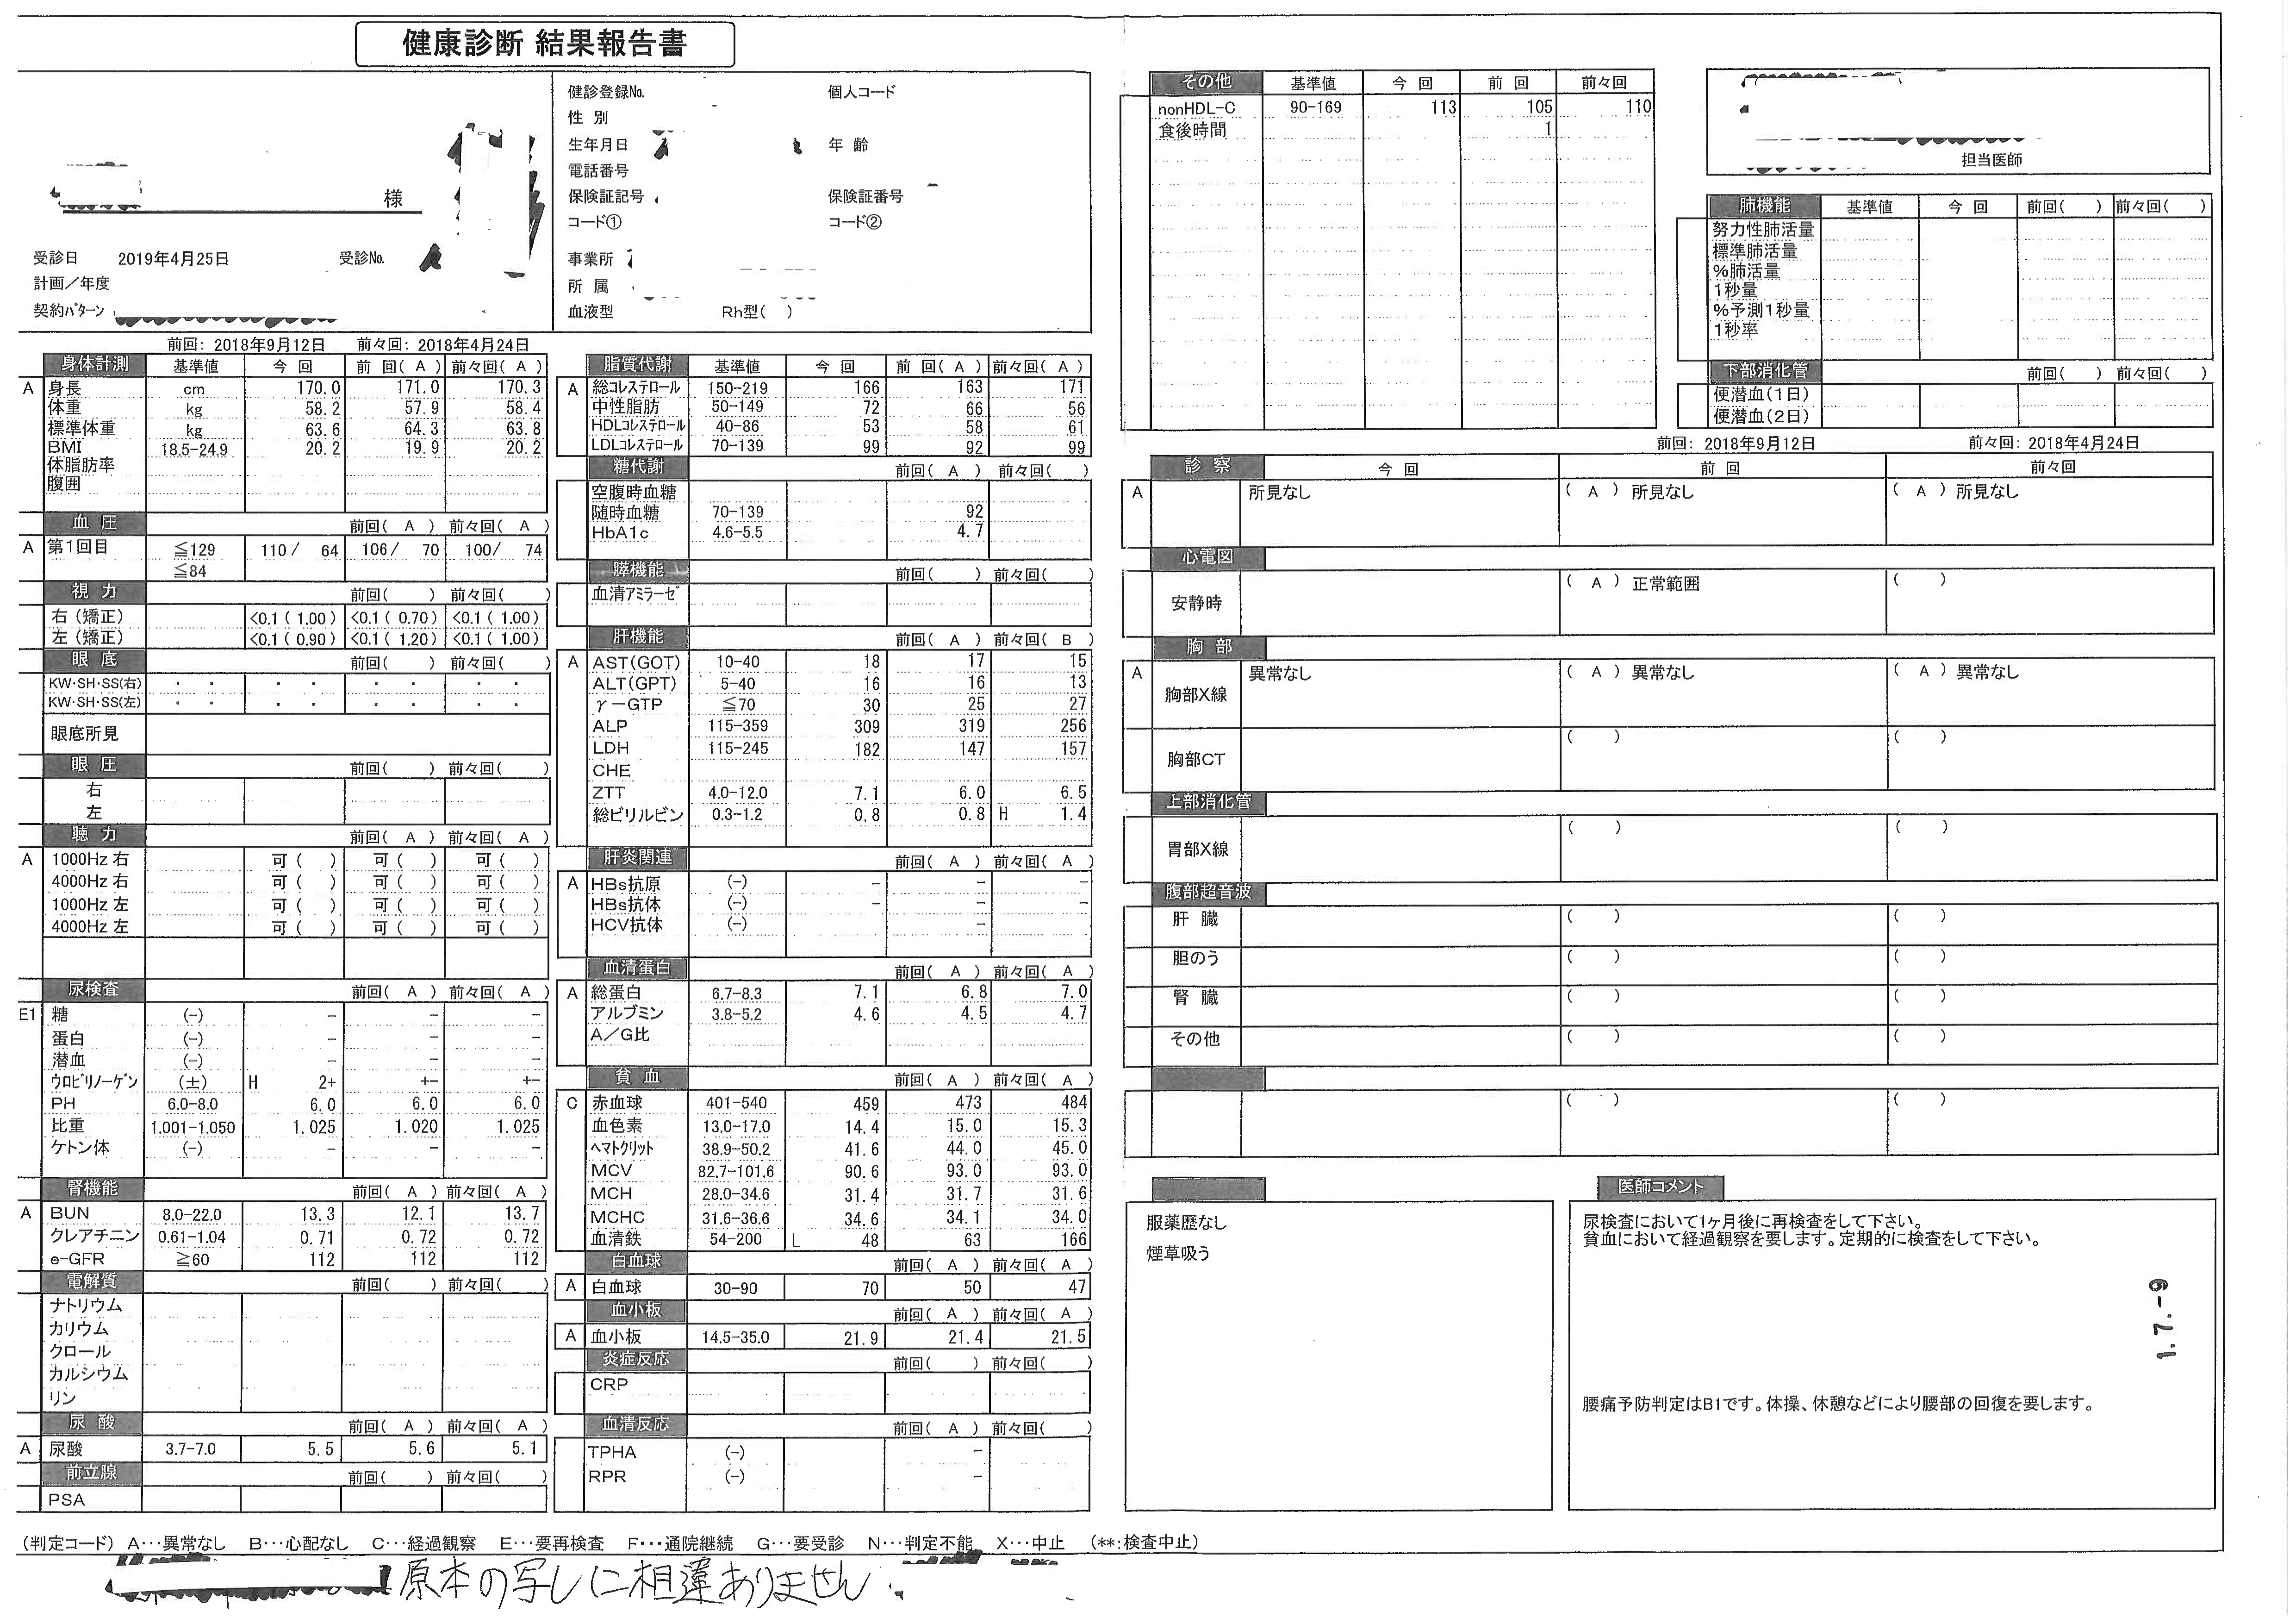 健康診断 結果報告書
様
受診日 2019年4月25日 受診No.
計画／年度
契約パターン
健診登録No. 個人コード
性 別
生年月日 年 齢
電話番号
保険証記号 保険証番号
コード① コード②
事業所
所 属
血液型 Rh型( )
前回: 2018年9月12日 前々回: 2018年4月24日
身体計測 基準値 今 回 前 回( A ) 前々回( A )
A 身長 cm 170.0 171.0 170.3
体重 kg 58.2 57.9 58.4
標準体重 kg 63.6 64.3 63.8
BMI 18.5-24.9 20.2 19.9 20.2
体脂肪率
腹囲
血 圧 前回( A ) 前々回( A )
A 第1回目 ≦129 110/ 64 106/ 70 100/ 74
≦84
視 力 前回( ) 前々回( )
右（矯正） <0.1 ( 1.00 ) <0.1 ( 0.70 ) <0.1 ( 1.00 )
左（矯正） <0.1 ( 0.90 ) <0.1 ( 1.20 ) <0.1 ( 1.00 )
眼 底 前回( ) 前々回( )
KW・SH・SS(右) ・ ・ ・ ・ ・ ・ ・ ・
KW・SH・SS(左) ・ ・ ・ ・ ・ ・ ・ ・
眼底所見
眼 圧 前回( ) 前々回( )
右
左
聴 力 前回( A ) 前々回( A )
A 1000Hz 右 可 ( ) 可 ( ) 可 ( )
4000Hz 右 可 ( ) 可 ( ) 可 ( )
1000Hz 左 可 ( ) 可 ( ) 可 ( )
4000Hz 左 可 ( ) 可 ( ) 可 ( )
尿検査 前回( A ) 前々回( A )
E1 糖 (-) - - -
蛋白 (-) - - -
潜血 (-) - - -
ウロビリノーゲン (±) H 2+ +- +-
PH 6.0-8.0 6.0 6.0 6.0
比重 1.001-1.050 1.025 1.020 1.025
ケトン体 (-) - - -
腎機能 前回( A ) 前々回( A )
A BUN 8.0-22.0 13.3 12.1 13.7
クレアチニン 0.61-1.04 0.71 0.72 0.72
e-GFR ≧60 112 112 112
電解質 前回( ) 前々回( )
ナトリウム
カリウム
クロール
カルシウム
リン
尿 酸 前回( A ) 前々回( A )
A 尿酸 3.7-7.0 5.5 5.6 5.1
前立腺 前回( ) 前々回( )
PSA
脂質代謝 基準値 今 回 前 回( A ) 前々回( A )
A 総コレステロール 150-219 166 163 171
中性脂肪 50-149 72 66 56
HDLコレステロール 40-86 53 58 61
LDLコレステロール 70-139 99 92 99
糖代謝 前回( A ) 前々回( )
空腹時血糖
随時血糖 70-139 92
HbA1c 4.6-5.5 4.7
膵機能 前回( ) 前々回( )
血清アミラーゼ
肝機能 前回( A ) 前々回( B )
A AST(GOT) 10-40 18 17 15
ALT(GPT) 5-40 16 16 13
γ-GTP ≦70 30 25 27
ALP 115-359 309 319 256
LDH 115-245 182 147 157
CHE
ZTT 4.0-12.0 7.1 6.0 6.5
総ビリルビン 0.3-1.2 0.8 0.8 H 1.4
肝炎関連 前回( A ) 前々回( A )
A HBs抗原 (-) - - -
HBs抗体 (-) - - -
HCV抗体 (-) -
血清蛋白 前回( A ) 前々回( A )
A 総蛋白 6.7-8.3 7.1 6.8 7.0
アルブミン 3.8-5.2 4.6 4.5 4.7
A／G比
貧 血 前回( A ) 前々回( A )
C 赤血球 401-540 459 473 484
血色素 13.0-17.0 14.4 15.0 15.3
ヘマトクリット 38.9-50.2 41.6 44.0 45.0
MCV 82.7-101.6 90.6 93.0 93.0
MCH 28.0-34.6 31.4 31.7 31.6
MCHC 31.6-36.6 34.6 34.1 34.0
血清鉄 54-200 L 48 63 166
白血球 前回( A ) 前々回( A )
A 白血球 30-90 70 50 47
血小板 前回( A ) 前々回( A )
A 血小板 14.5-35.0 21.9 21.4 21.5
炎症反応 前回( ) 前々回( )
CRP
血清反応 前回( A ) 前々回( )
TPHA (-) -
RPR (-) -
その他 基準値 今 回 前 回 前々回
nonHDL-C 90-169 113 105 110
食後時間 1
担当医師
肺機能 基準値 今 回 前回( ) 前々回( )
努力性肺活量
標準肺活量
%肺活量
1秒量
%予測1秒量
1秒率
下部消化管 前回( ) 前々回( )
便潜血(1日)
便潜血(2日)
前回: 2018年9月12日 前々回: 2018年4月24日
診 察 今 回 前 回 前々回
A 所見なし ( A ) 所見なし ( A ) 所見なし
心電図
安静時 ( A ) 正常範囲 ( )
胸 部
A 胸部X線 異常なし ( A ) 異常なし ( A ) 異常なし
胸部CT ( ) ( )
上部消化管
胃部X線 ( ) ( )
腹部超音波
肝 臓 ( ) ( )
胆のう ( ) ( )
腎 臓 ( ) ( )
その他 ( ) ( )
( ) ( )
服薬歴なし
煙草吸う
医師コメント
尿検査において1ヶ月後に再検査をして下さい。
貧血において経過観察を要します。定期的に検査をして下さい。
1.7.-9
腰痛予防判定はB1です。体操、休憩などにより腰部の回復を要します。
（判定コード） A…異常なし B…心配なし C…経過観察 E…要再検査 F…通院継続 G…要受診 N…判定不能 X…中止 (**:検査中止)
原本の写しに相違ありません